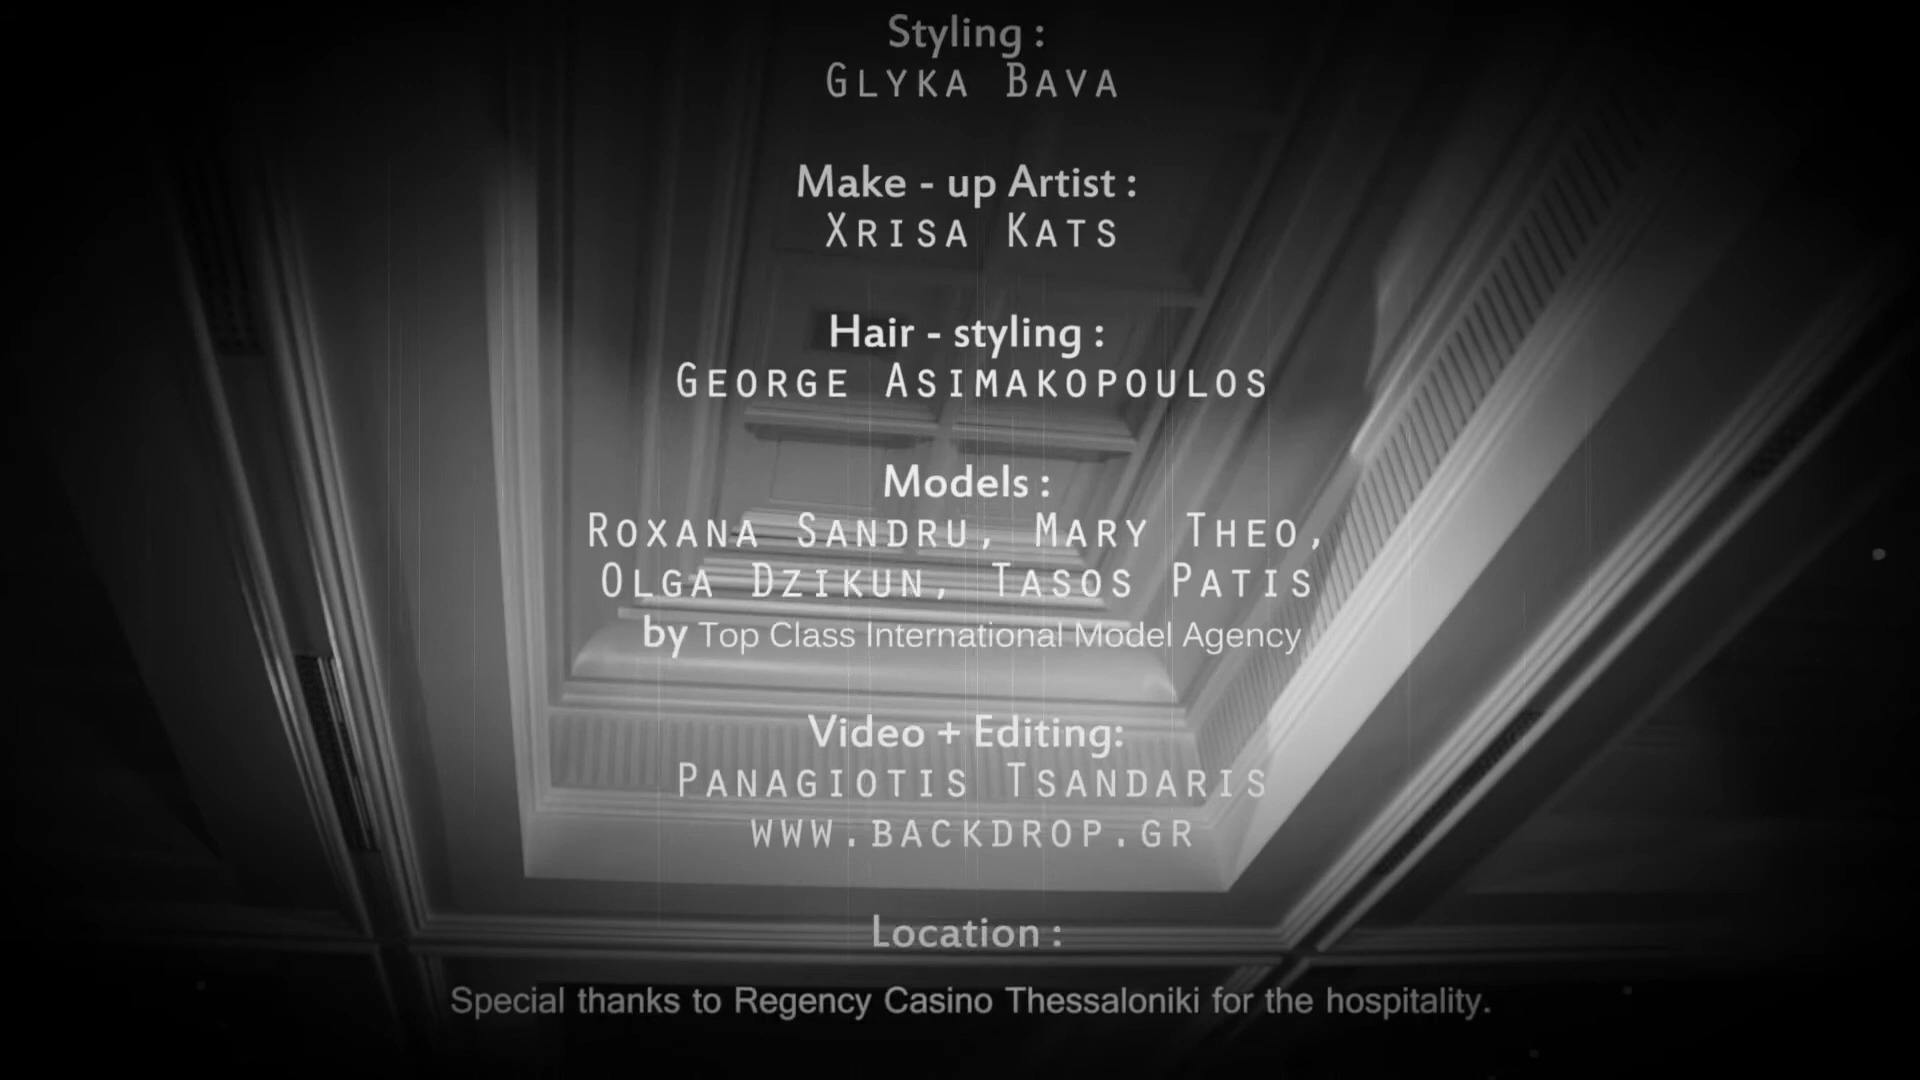 Styling :
GLYKA BAVA
Make - up Artist :
XRISA KATS
Hair - styling :
GEORGE ASIMAKOPOULOS
Models :
ROXANA SANDRU, MARY THEO,
OLGA DZIKUN, TASOS PATIS
by Top Class International Model Agency
Video + Editing:
PANAGIOTIS TSANDARIS
WWW.BACKDROP.GR
Location :
Special thanks to Regency Casino Thessaloniki for the hospitality.